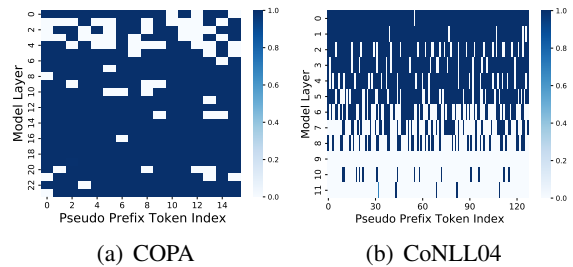 0 2 4 6 8 10 12 14 16 18 20 22
Model Layer
0 2 4 6 8 10 12 14
Pseudo Prefix Token Index
1.0 0.8 0.6 0.4 0.2 0.0
(a) COPA
0 1 2 3 4 5 6 7 8 9 10 11
Model Layer
0 30 60 90 120
Pseudo Prefix Token Index
1.0 0.8 0.6 0.4 0.2 0.0
(b) CoNLL04